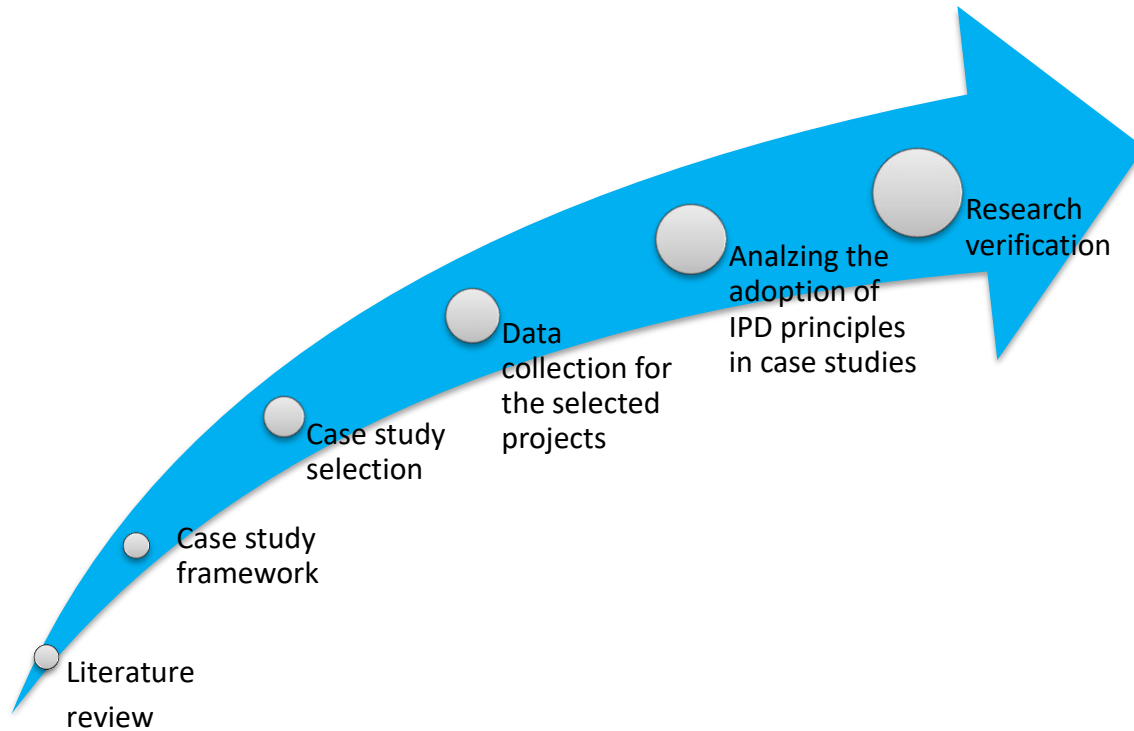 Literature
review
Case study
framework
Case study
selection
Data
collection for
the selected
projects
Analzing the
adoption of
IPD principles
in case studies
Research
verification